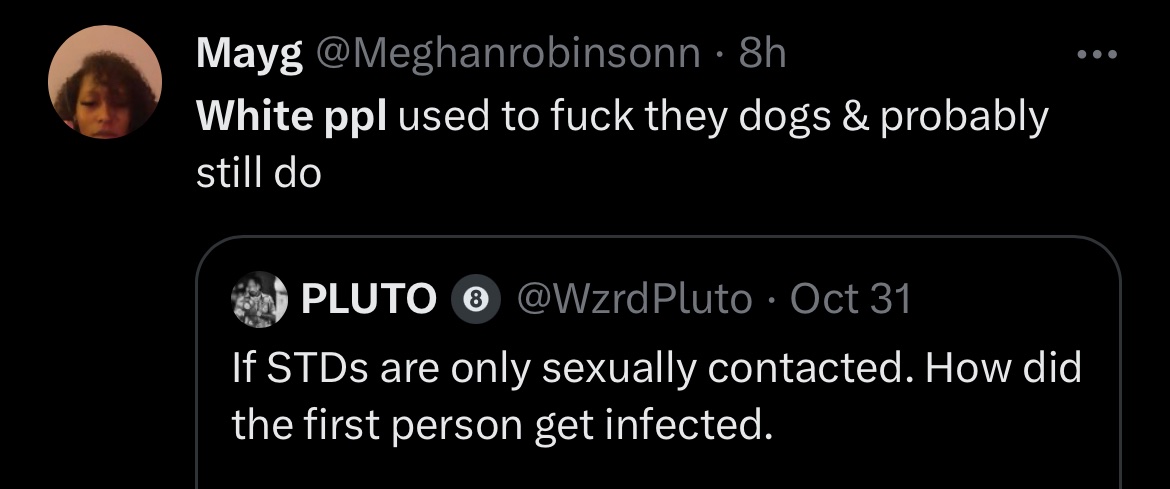 Mayg @Meghanrobinsonn · 8h
White ppl used to fuck they dogs & probably
still do
PLUTO 8 @WzrdPluto · Oct 31
If STDs are only sexually contacted. How did
the first person get infected.